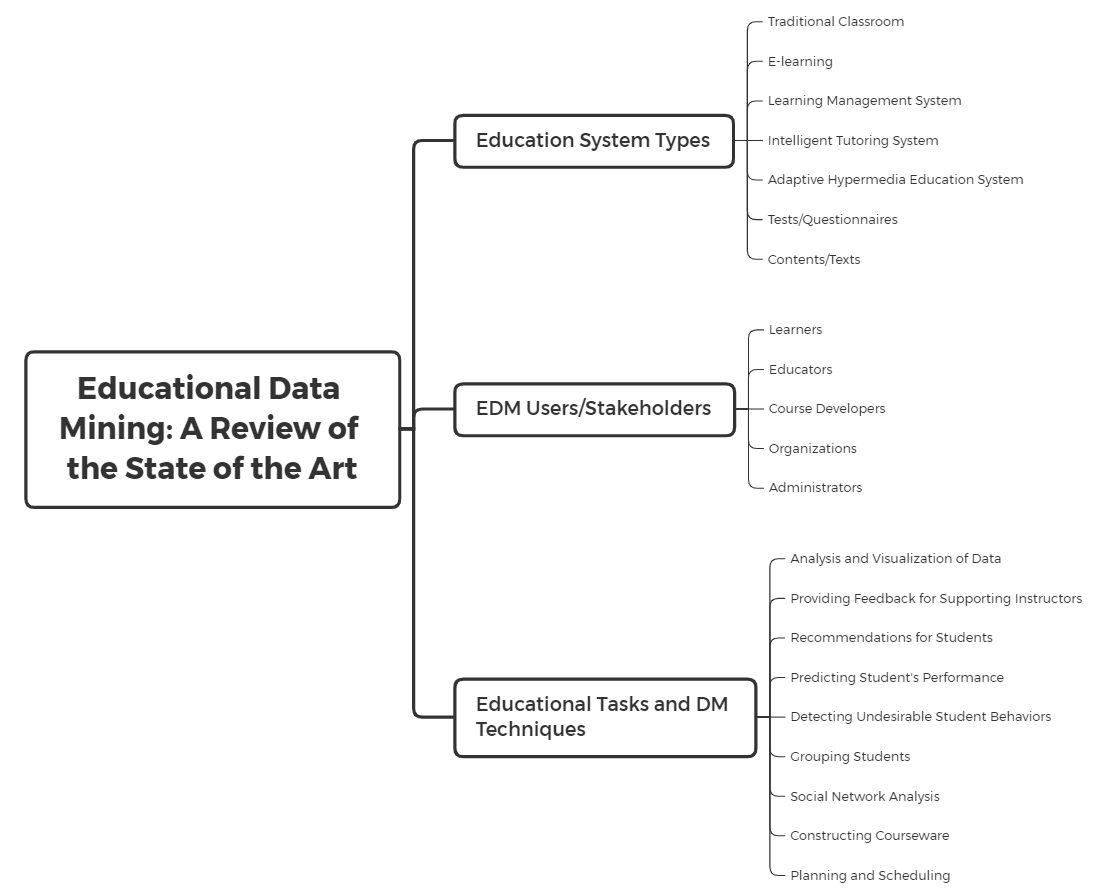 Educational Data
Mining: A Review of
the State of the Art
Education System Types
Traditional Classroom
E-learning
Learning Management System
Intelligent Tutoring System
Adaptive Hypermedia Education System
Tests/Questionnaires
Contents/Texts
EDM Users/Stakeholders
Learners
Educators
Course Developers
Organizations
Administrators
Educational Tasks and DM
Techniques
Analysis and Visualization of Data
Providing Feedback for Supporting Instructors
Recommendations for Students
Predicting Student's Performance
Detecting Undesirable Student Behaviors
Grouping Students
Social Network Analysis
Constructing Courseware
Planning and Scheduling